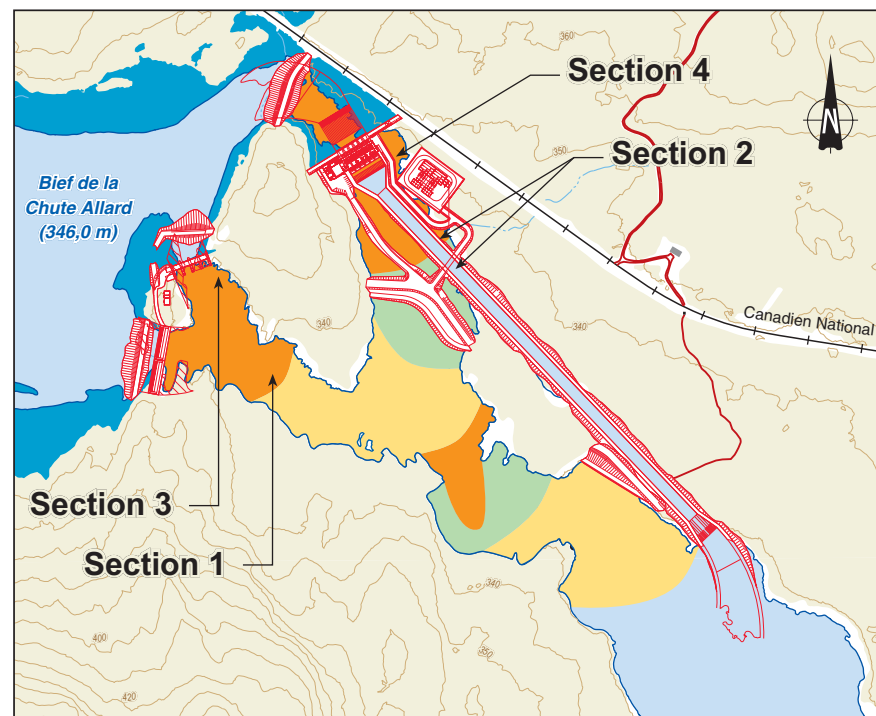 360
Section 4
350
Section 2
N
Bief de la
Chute Allard
(346,0 m)
340
340
Canadien National
Section 3
Section 1
340
350
400
420